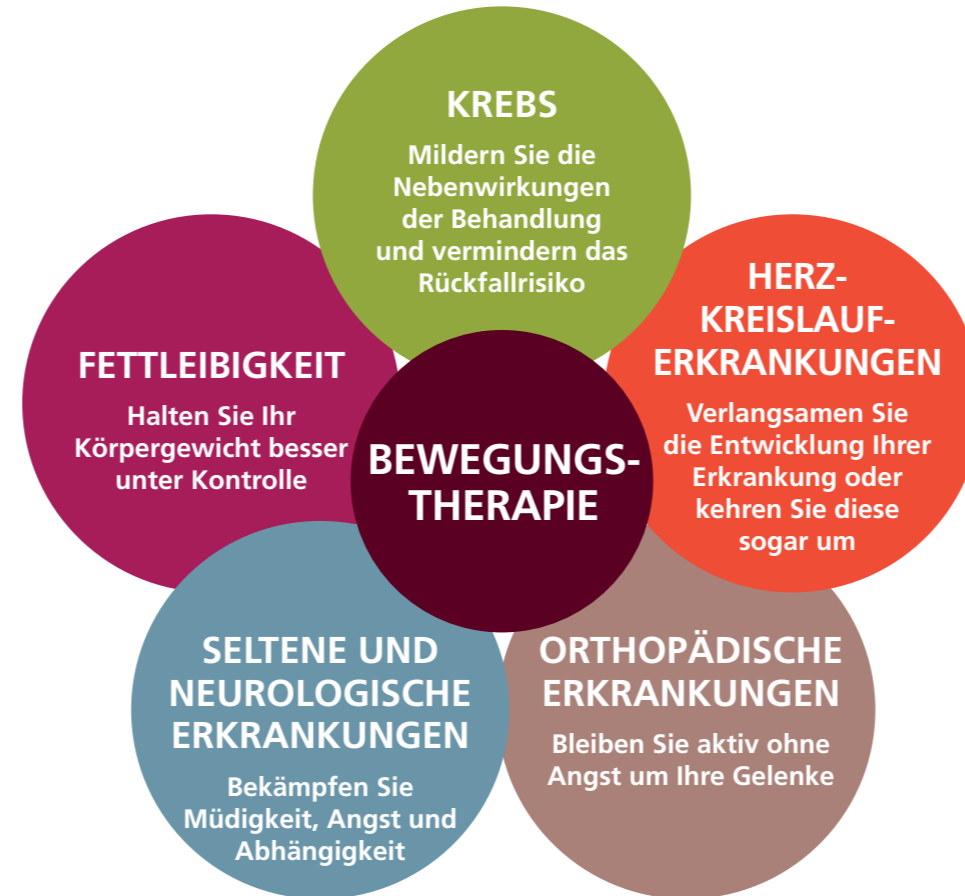 KREBS
Mildern Sie die
Nebenwirkungen
der Behandlung
und vermindern das
Rückfallrisiko
HERZ-
KREISLAUF-
ERKRANKUNGEN
Verlangsamen Sie
die Entwicklung Ihrer
Erkrankung oder
kehren Sie diese
sogar um
FETTLEIBIGKEIT
Halten Sie Ihr
Körpergewicht besser
unter Kontrolle
BEWEGUNGS-
THERAPIE
SELTENE UND
NEUROLOGISCHE
ERKRANKUNGEN
Bekämpfen Sie
Müdigkeit, Angst und
Abhängigkeit
ORTHOPÄDISCHE
ERKRANKUNGEN
Bleiben Sie aktiv ohne
Angst um Ihre Gelenke